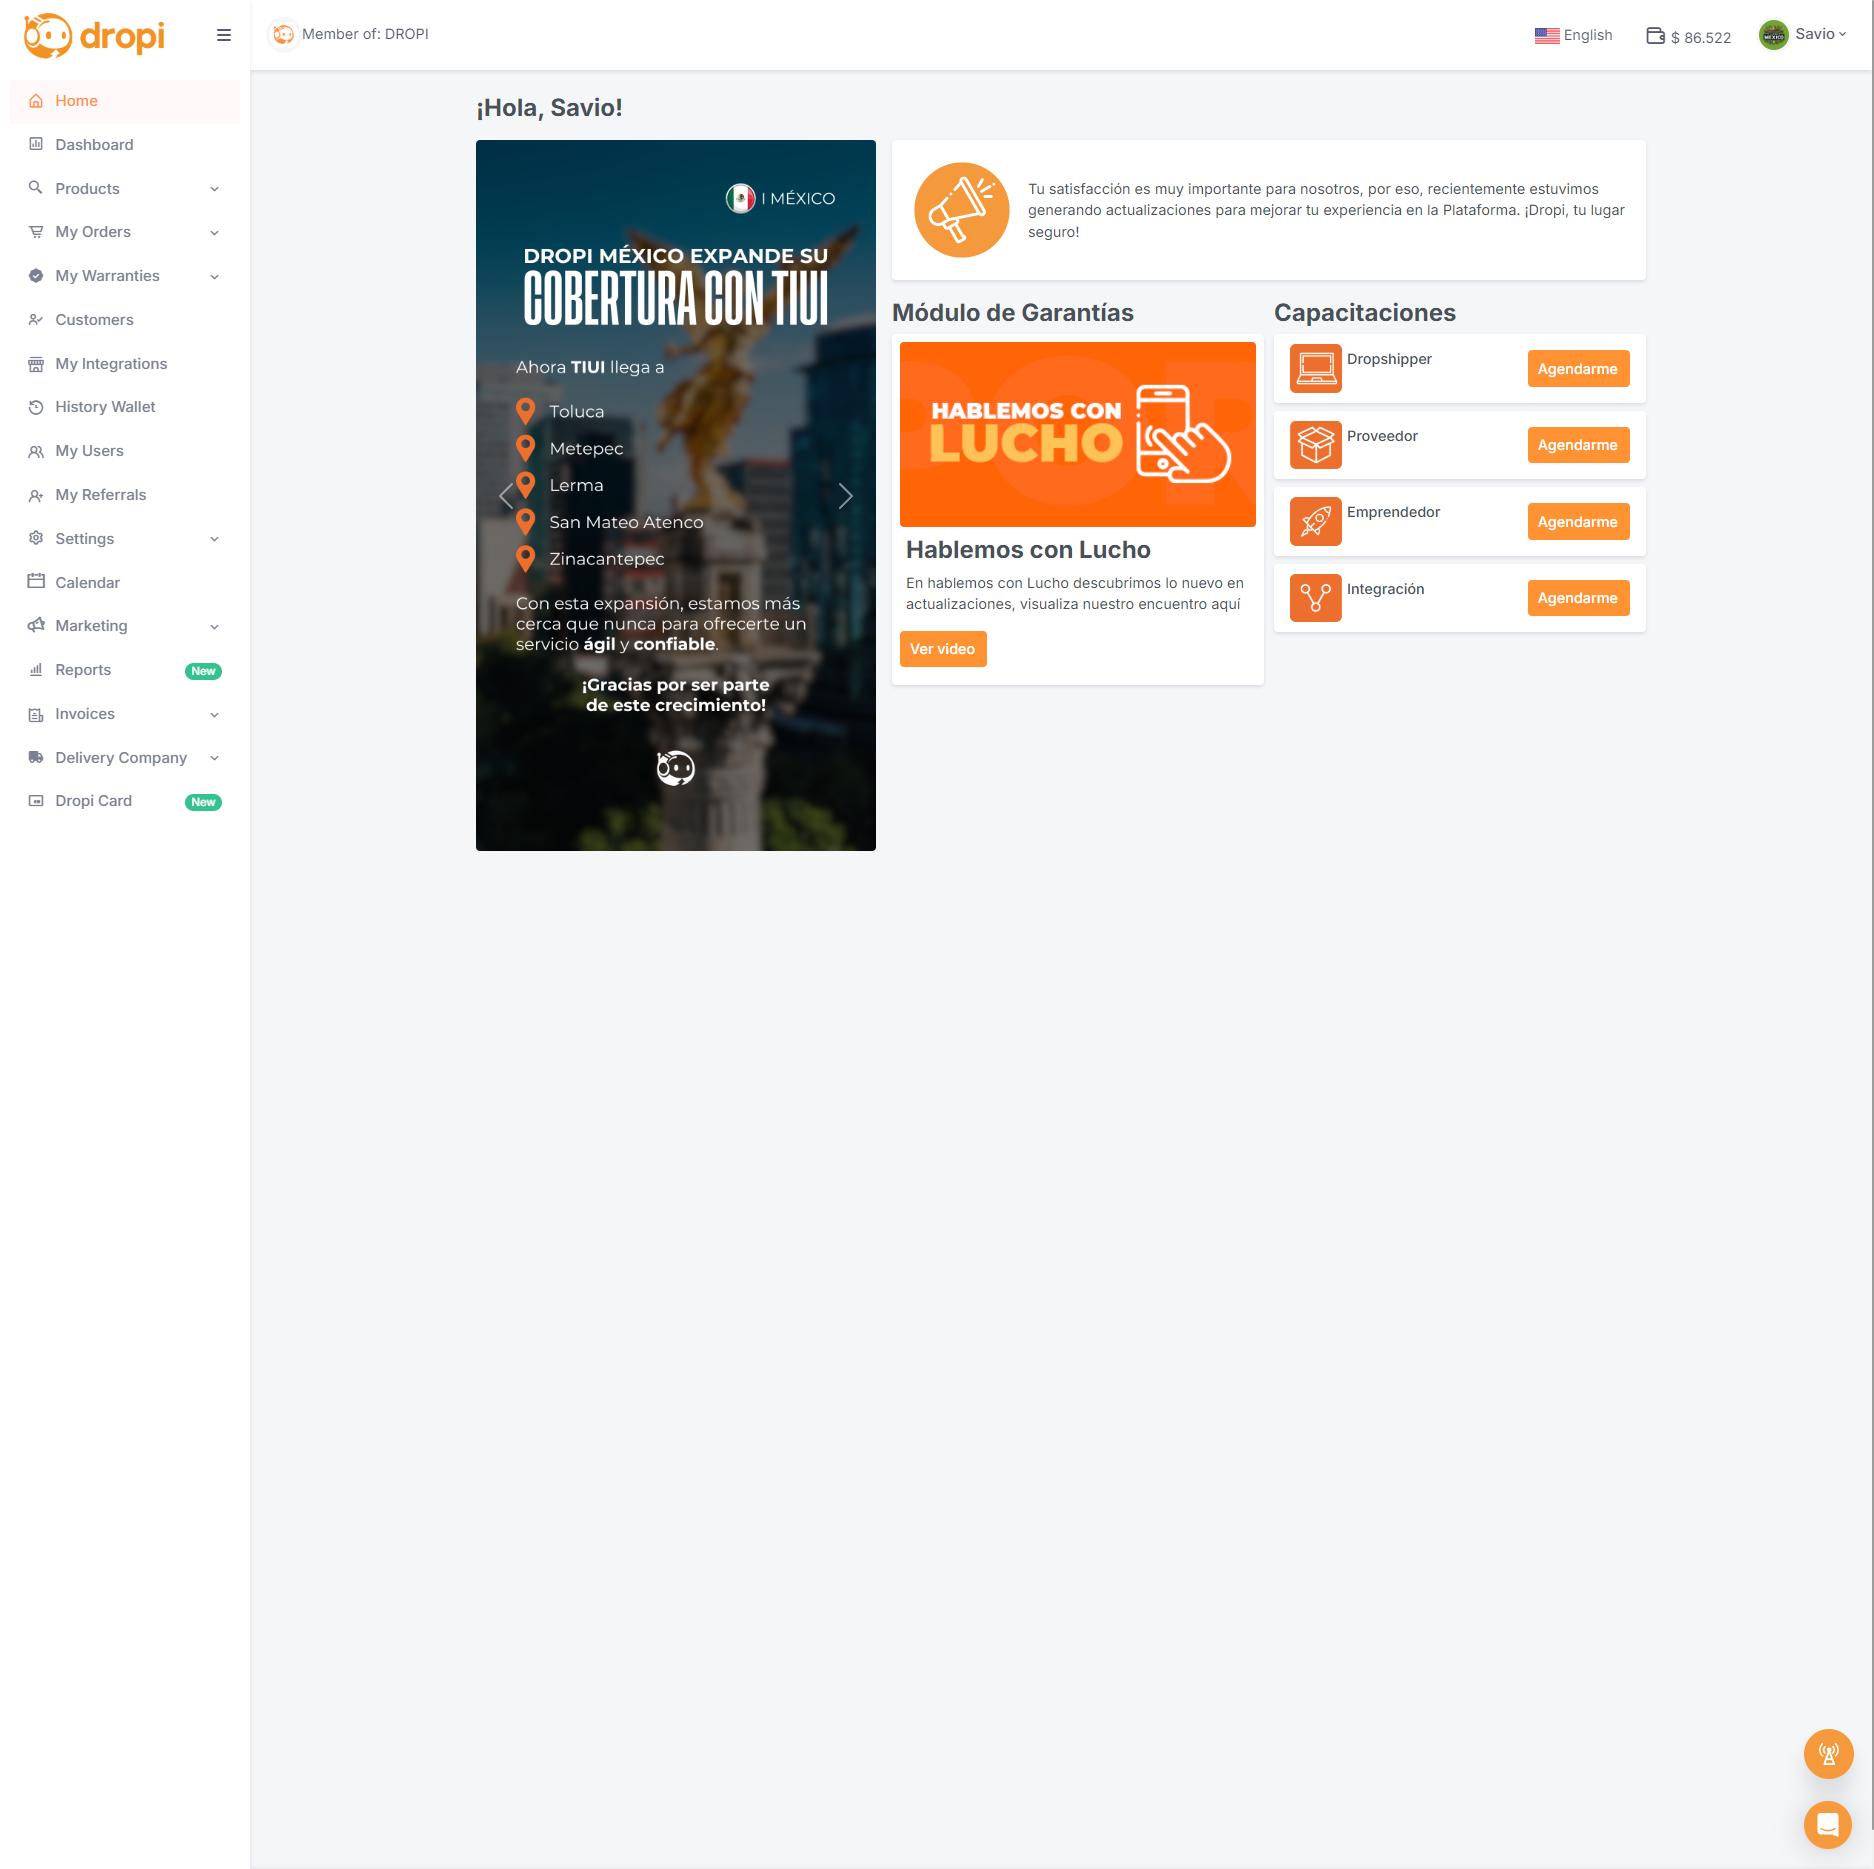 dropi
Member of: DROPI
English
$ 86.522
Savio
Home
Dashboard
Products
My Orders
My Warranties
Customers
My Integrations
History Wallet
My Users
My Referrals
Settings
Calendar
Marketing
Reports
New
Invoices
Delivery Company
Dropi Card
New
¡Hola, Savio!
I MÉXICO
DROPI MÉXICO EXPANDE SU
COBERTURA CON TIUI
Ahora TIUI llega a
Toluca
Metepec
Lerma
San Mateo Atenco
Zinacantepec
Con esta expansión, estamos más
cerca que nunca para ofrecerte un
servicio ágil y confiable.
¡Gracias por ser parte
de este crecimiento!
Tu satisfacción es muy importante para nosotros, por eso, recientemente estuvimos
generando actualizaciones para mejorar tu experiencia en la Plataforma. ¡Dropi, tu lugar
seguro!
Módulo de Garantías
HABLEMOS CON
LUCHO
Hablemos con Lucho
En hablemos con Lucho descubrimos lo nuevo en
actualizaciones, visualiza nuestro encuentro aquí
Ver video
Capacitaciones
Dropshipper
Agendarme
Proveedor
Agendarme
Emprendedor
Agendarme
Integración
Agendarme